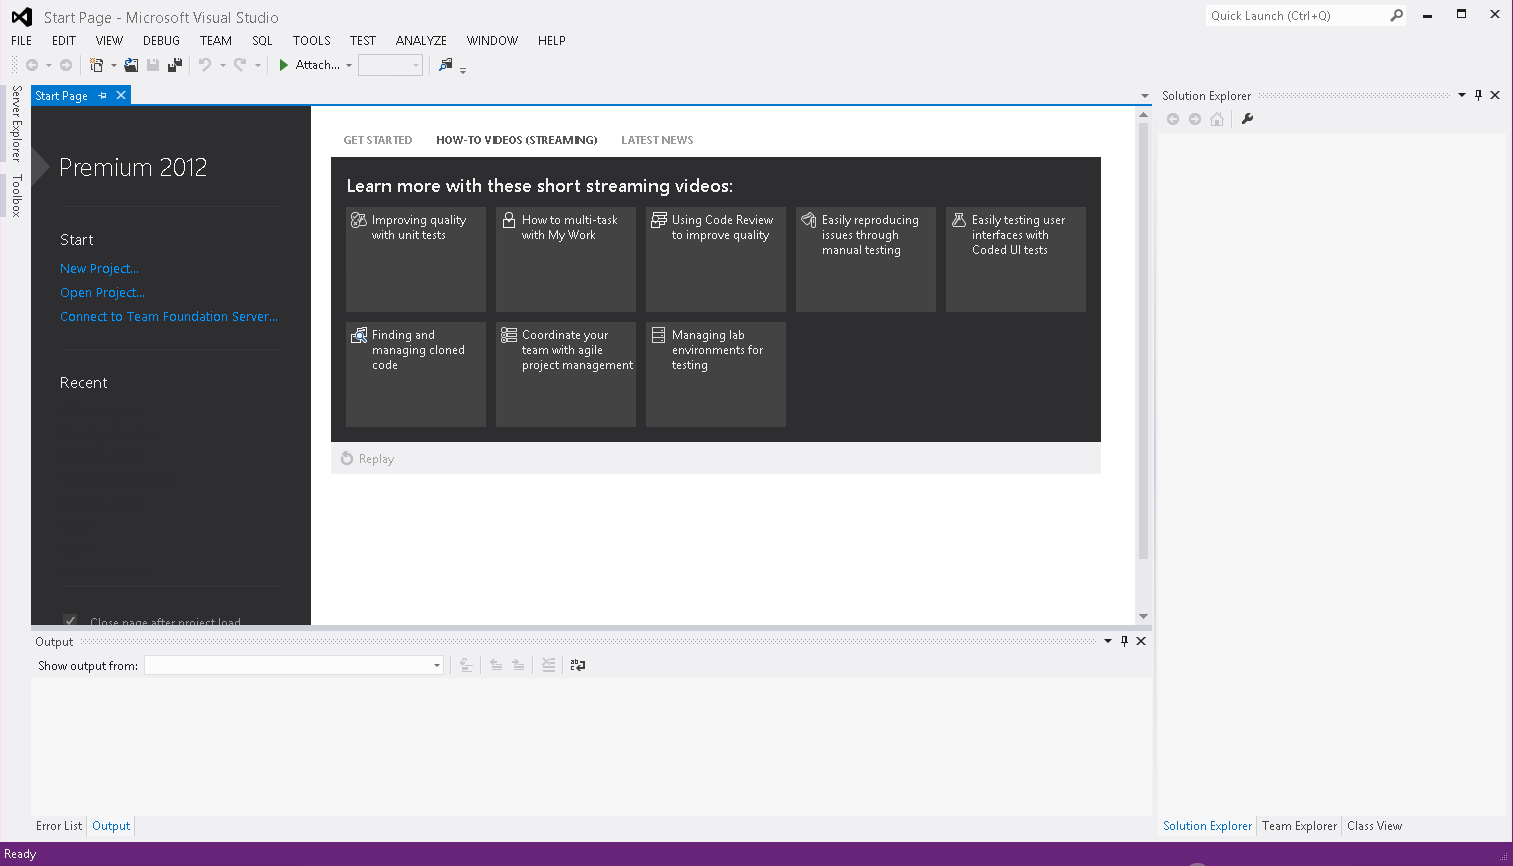 Start Page - Microsoft Visual Studio
Quick Launch (Ctrl+Q)
FILE EDIT VIEW DEBUG TEAM SQL TOOLS TEST ANALYZE WINDOW HELP
Attach...
Server Explorer
Toolbox
Start Page
Premium 2012
Start
New Project...
Open Project...
Connect to Team Foundation Server...
Recent
Close page after project load
GET STARTED HOW-TO VIDEOS (STREAMING) LATEST NEWS
Learn more with these short streaming videos:
Improving quality
with unit tests
How to multi-task
with My Work
Using Code Review
to improve quality
Easily reproducing
issues through
manual testing
Easily testing user
interfaces with
Coded UI tests
Finding and
managing cloned
code
Coordinate your
team with agile
project management
Managing lab
environments for
testing
Replay
Solution Explorer
Output
Show output from:
Error List Output
Solution Explorer Team Explorer Class View
Ready